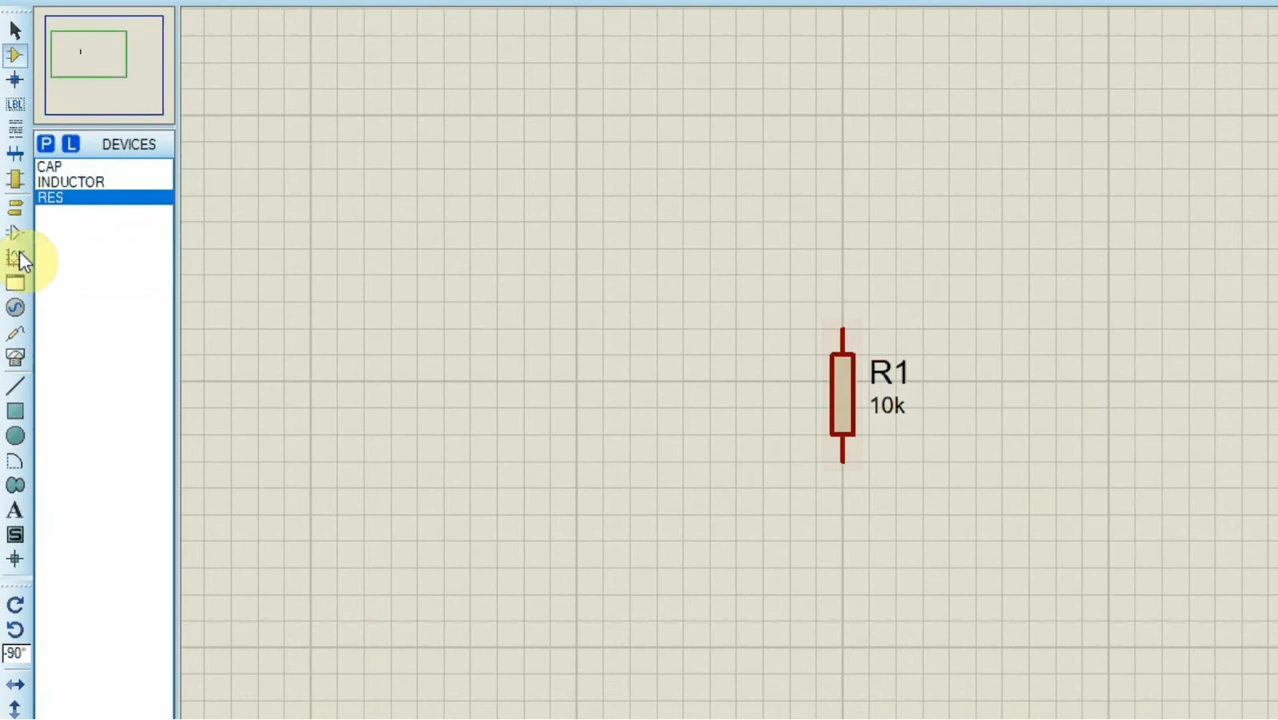 LBL
P L DEVICES
CAP
INDUCTOR
RES
R1
10k
A
S
-90°